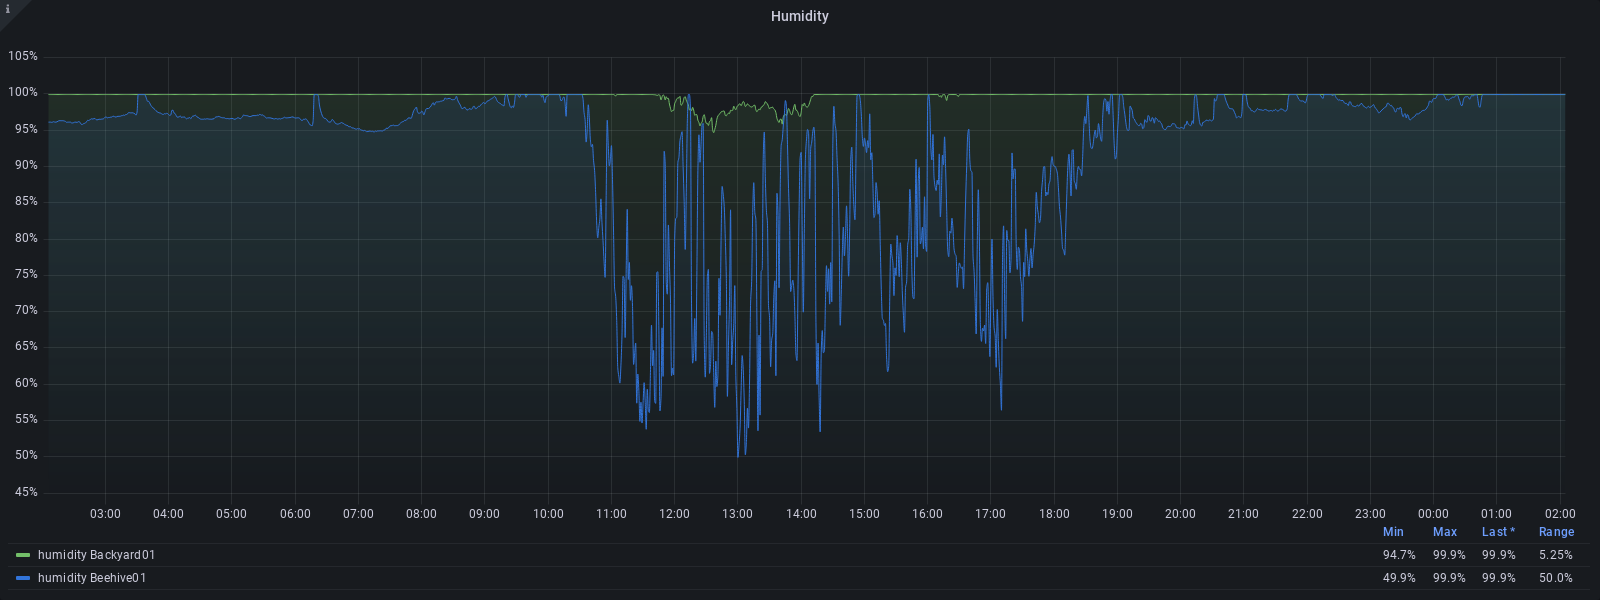 i
Humidity
105%
100%
95%
90%
85%
80%
75%
70%
65%
60%
55%
50%
45%
03:00 04:00 05:00 06:00 07:00 08:00 09:00 10:00 11:00 12:00 13:00 14:00 15:00 16:00 17:00 18:00 19:00 20:00 21:00 22:00 23:00 00:00 01:00 02:00
Min Max Last * Range
humidity Backyard01 94.7% 99.9% 99.9% 5.25%
humidity Beehive01 49.9% 99.9% 99.9% 50.0%